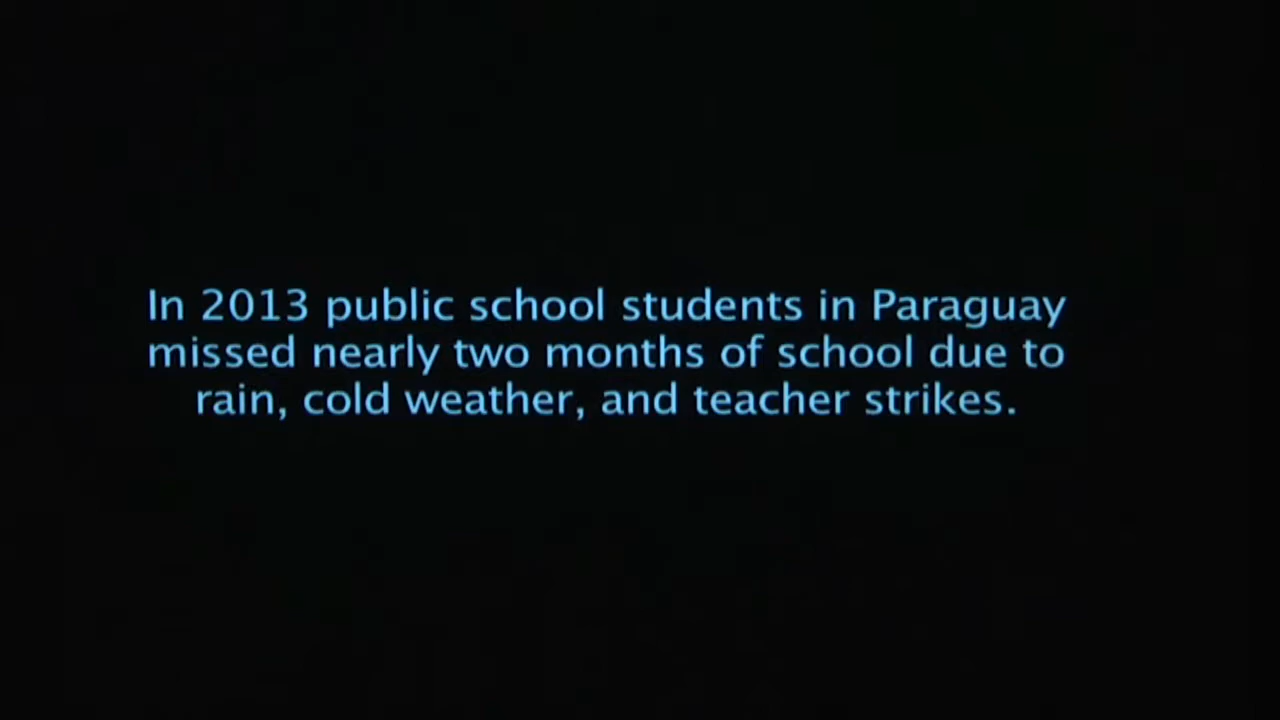 In 2013 public school students in Paraguay
missed nearly two months of school due to
rain, cold weather, and teacher strikes.